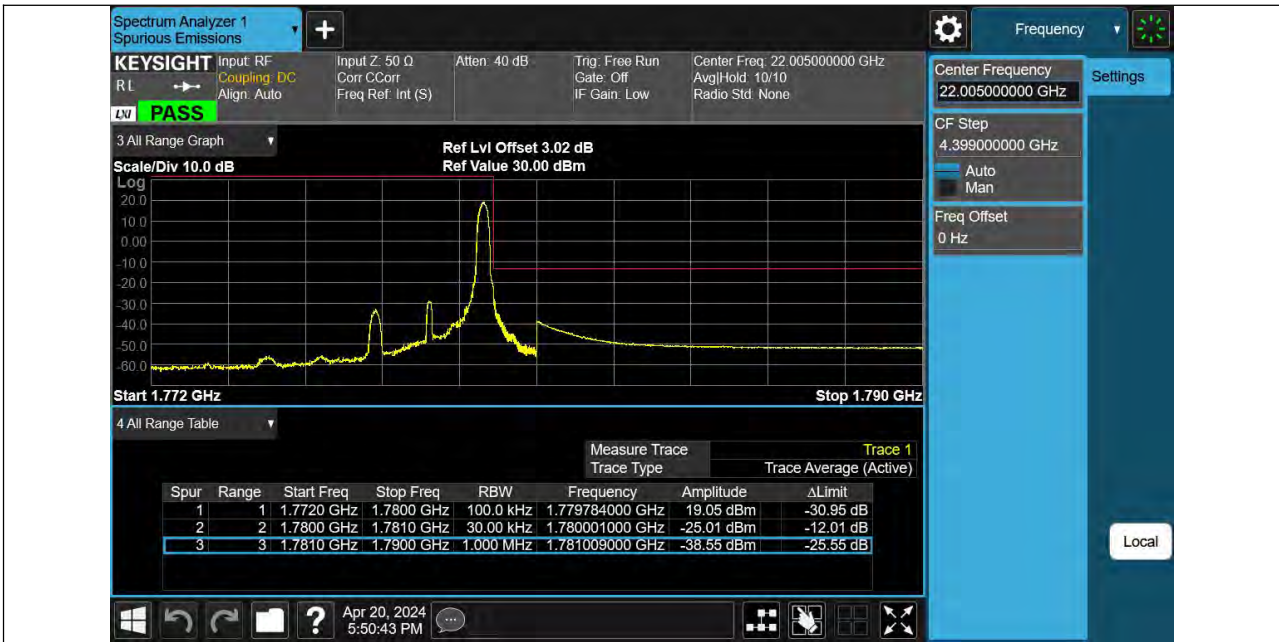 Spectrum Analyzer 1
Spurious Emissions
+
Frequency
KEYSIGHT
R L
LXI PASS
Input: RF
Coupling: DC
Align: Auto
Input Z: 50 Ω
Corr CCorr
Freq Ref: Int (S)
Atten: 40 dB
Trig: Free Run
Gate: Off
IF Gain: Low
Center Freq: 22.005000000 GHz
Avg|Hold: 10/10
Radio Std: None
Center Frequency
22.005000000 GHz
Settings
CF Step
4.399000000 GHz
Auto
Man
Freq Offset
0 Hz
3 All Range Graph
Ref Lvl Offset 3.02 dB
Scale/Div 10.0 dB Ref Value 30.00 dBm
Log
20.0
10.0
0.00
-10.0
-20.0
-30.0
-40.0
-50.0
-60.0
Start 1.772 GHz Stop 1.790 GHz
4 All Range Table
Measure Trace Trace 1
Trace Type Trace Average (Active)
Spur Range Start Freq Stop Freq RBW Frequency Amplitude ΔLimit
1 1 1.7720 GHz 1.7800 GHz 100.0 kHz 1.779784000 GHz 19.05 dBm -30.95 dB
2 2 1.7800 GHz 1.7810 GHz 30.00 kHz 1.780001000 GHz -25.01 dBm -12.01 dB
3 3 1.7810 GHz 1.7900 GHz 1.000 MHz 1.781009000 GHz -38.55 dBm -25.55 dB
Local
?
Apr 20, 2024
5:50:43 PM